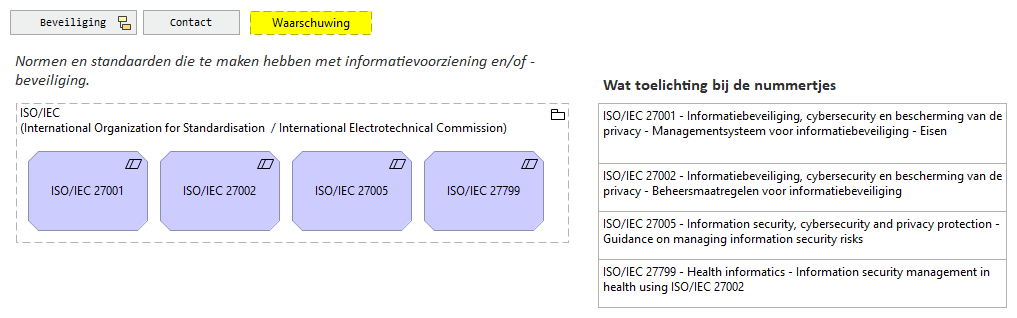 Beveiliging
Contact
Waarschuwing
Normen en standaarden die te maken hebben met informatievoorziening en/of -
beveiliging.
ISO/IEC
(International Organization for Standardisation / International Electrotechnical Commission)
ISO/IEC 27001
ISO/IEC 27002
ISO/IEC 27005
ISO/IEC 27799
Wat toelichting bij de nummertjes
ISO/IEC 27001 - Informatiebeveiliging, cybersecurity en bescherming van de
privacy - Managementsysteem voor informatiebeveiliging - Eisen
ISO/IEC 27002 - Informatiebeveiliging, cybersecurity en bescherming van de
privacy - Beheersmaatregelen voor informatiebeveiliging
ISO/IEC 27005 - Information security, cybersecurity and privacy protection -
Guidance on managing information security risks
ISO/IEC 27799 - Health informatics - Information security management in
health using ISO/IEC 27002